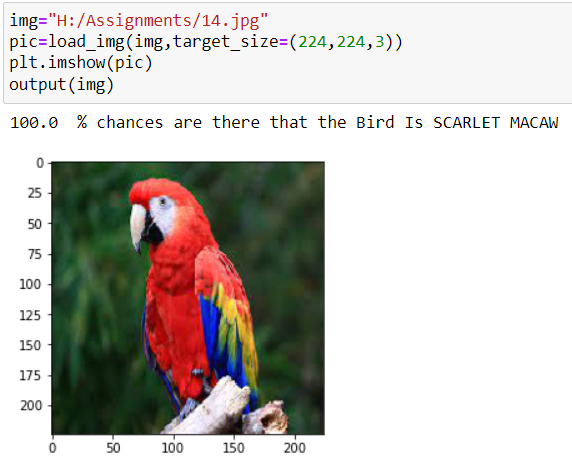 img="H:/Assignments/14.jpg"
pic=load_img(img,target_size=(224,224,3))
plt.imshow(pic)
output(img)
100.0  % chances are there that the Bird Is SCARLET MACAW
0
25
50
75
100
125
150
175
200
0 50 100 150 200